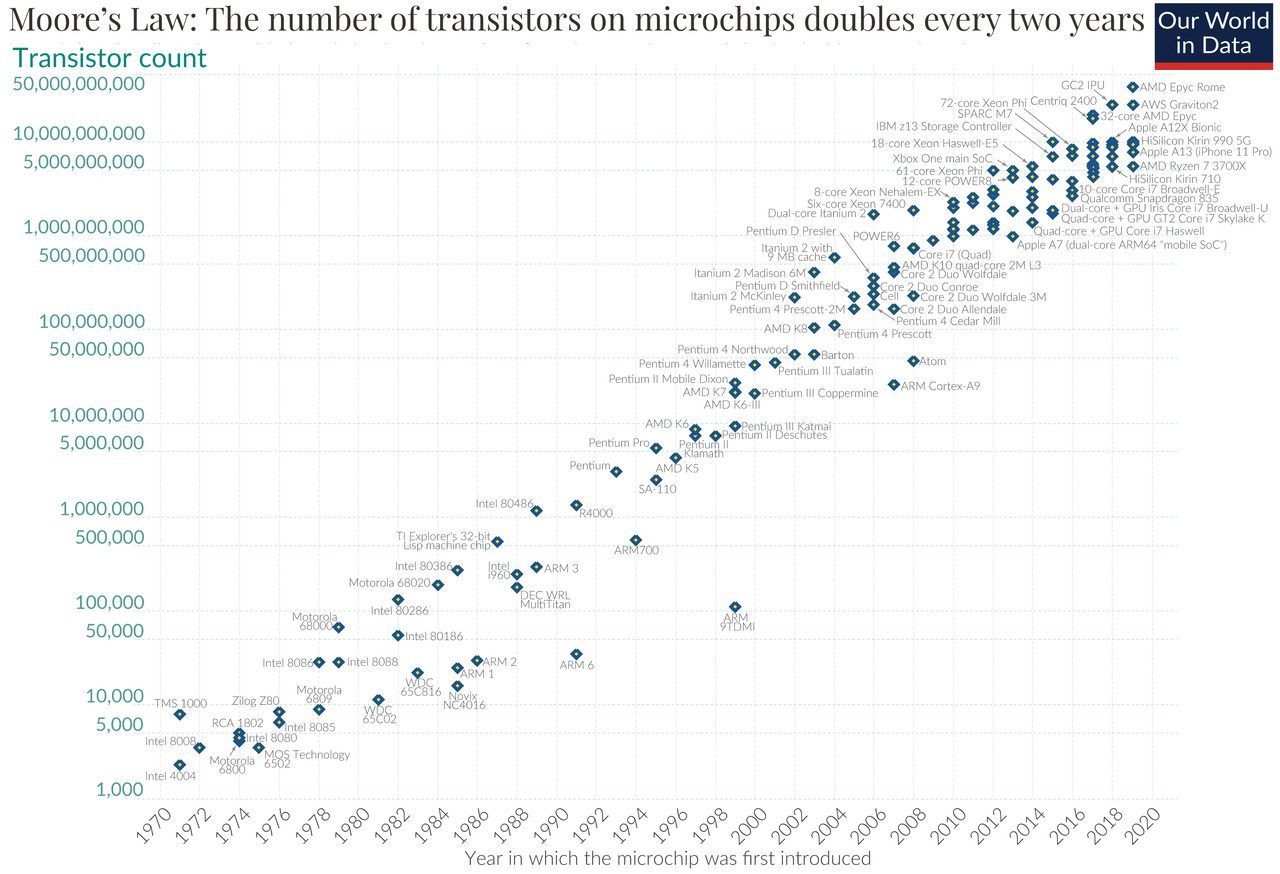 Moore's Law: The number of transistors on microchips doubles every two years
Our World
in Data
Transistor count
50,000,000,000
10,000,000,000
5,000,000,000
1,000,000,000
500,000,000
100,000,000
50,000,000
10,000,000
5,000,000
1,000,000
500,000
100,000
50,000
10,000
5,000
1,000
GC2 IPU
AMD Epyc Rome
72-core Xeon Phi
Centriq 2400
AWS Graviton2
SPARC M7
32-core AMD Epyc
IBM z13 Storage Controller
Apple A12X Bionic
18-core Xeon Haswell-E5
HiSilicon Kirin 990 5G
Apple A13 (iPhone 11 Pro)
Xbox One main SoC
61-core Xeon Phi
AMD Ryzen 7 3700X
12-core POWER8
HiSilicon Kirin 710
8-core Xeon Nehalem-EX
10-core Core i7 Broadwell-E
Six-core Xeon 7400
Qualcomm Snapdragon 835
Dual-core Itanium 2
Dual-core + GPU Iris Core i7 Broadwell-U
Quad-core + GPU GT2 Core i7 Skylake K
Pentium D Presler
POWER6
Quad-core + GPU Core i7 Haswell
Apple A7 (dual-core ARM64 "mobile SoC")
Itanium 2 with
9 MB cache
Core i7 (Quad)
AMD K10 quad-core 2M L3
Core 2 Duo Wolfdale
Itanium 2 Madison 6M
Pentium D Smithfield
Core 2 Duo Conroe
Itanium 2 McKinley
Cell
Core 2 Duo Wolfdale 3M
Pentium 4 Prescott-2M
Core 2 Duo Allendale
Pentium 4 Cedar Mill
AMD K8
Pentium 4 Prescott
Pentium 4 Northwood
Barton
Atom
Pentium 4 Willamette
Pentium III Tualatin
Pentium II Mobile Dixon
ARM Cortex-A9
AMD K7
Pentium III Coppermine
AMD K6-III
AMD K6
Pentium III Katmai
Pentium II Deschutes
Pentium Pro
Pentium II
Klamath
Pentium
AMD K5
SA-110
Intel 80486
R4000
TI Explorer's 32-bit
Lisp machine chip
ARM700
Intel 80386
Intel
i960
ARM 3
Motorola 68020
DEC WRL
MultiTitan
Intel 80286
ARM
9TDMI
Motorola
68000
Intel 80186
Intel 8086
Intel 8088
ARM 2
ARM 1
ARM 6
WDC
65C816
Novix
NC4016
Motorola
6809
WDC
65C02
TMS 1000
Zilog Z80
RCA 1802
Intel 8085
Intel 8008
Intel 8080
Motorola
6800
MOS Technology
6502
Intel 4004
1970
1972
1974
1976
1978
1980
1982
1984
1986
1988
1990
1992
1994
1996
1998
2000
2002
2004
2006
2008
2010
2012
2014
2016
2018
2020
Year in which the microchip was first introduced